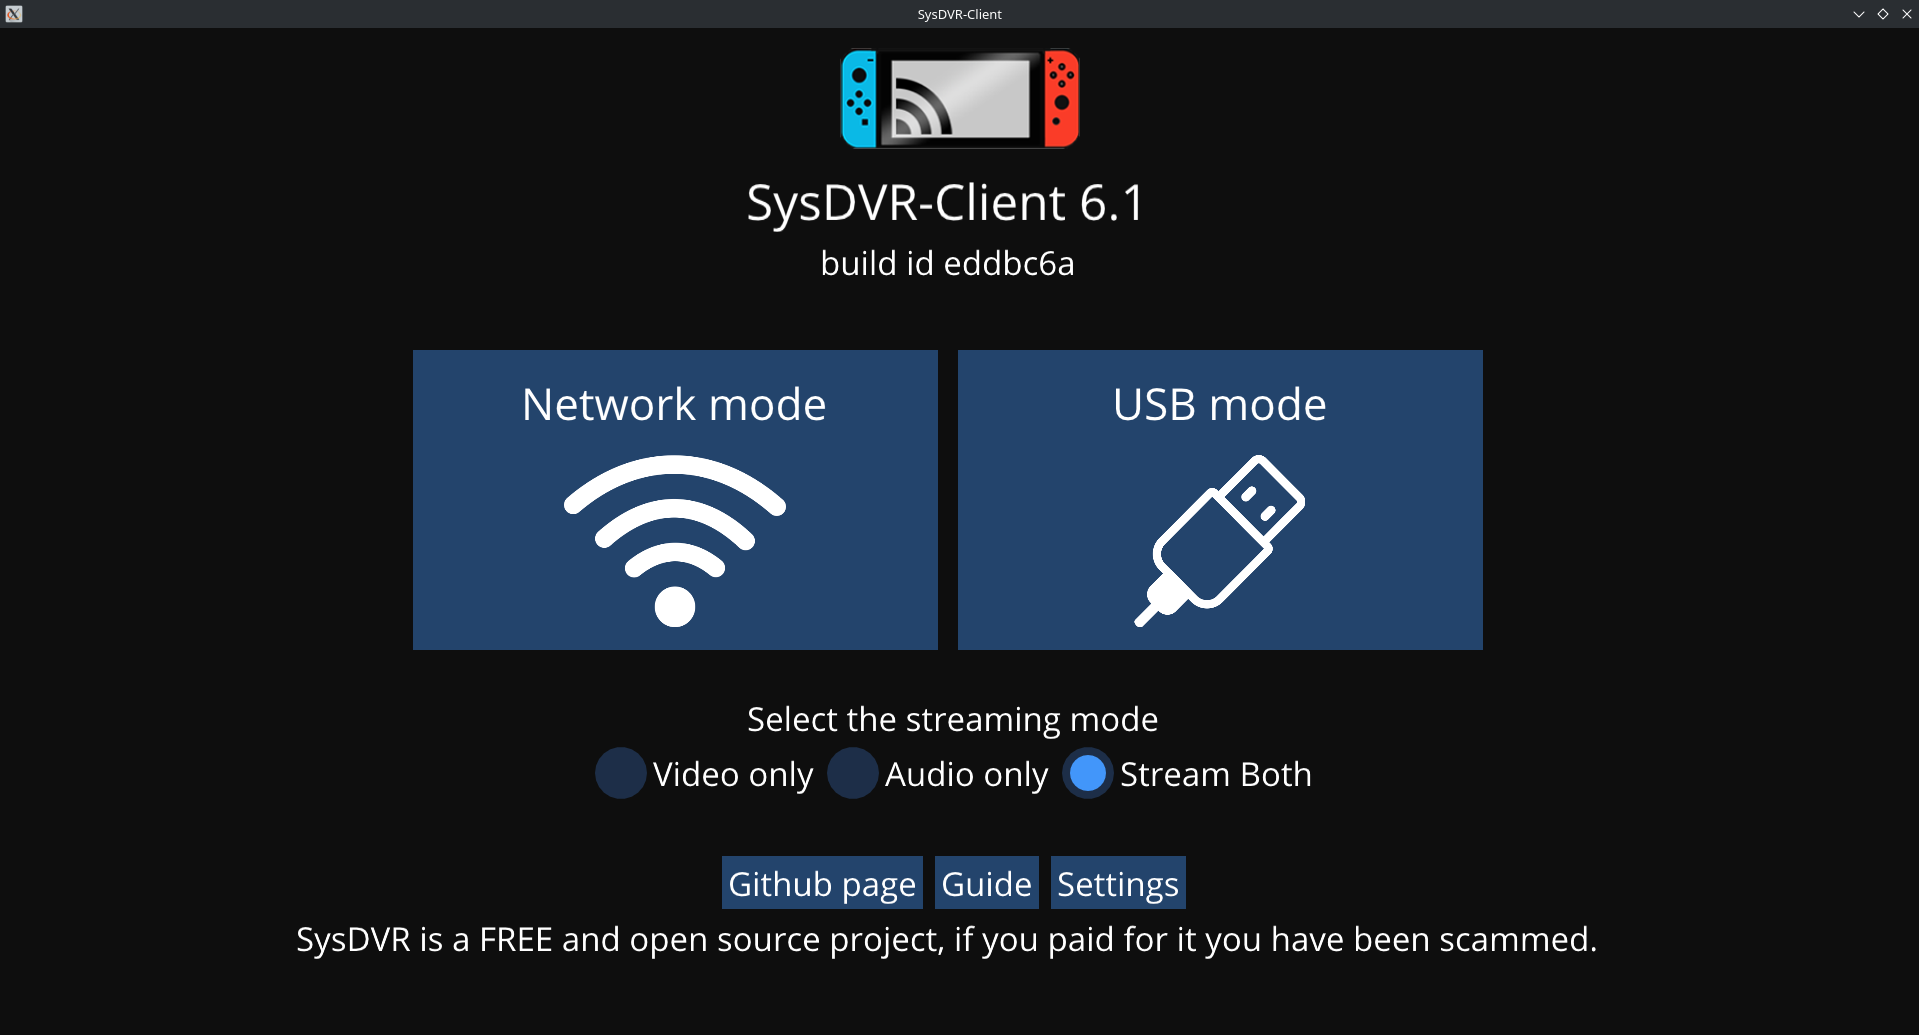 SysDVR-Client
SysDVR-Client 6.1
build id eddbc6a
Network mode
USB mode
Select the streaming mode
Video only Audio only Stream Both
Github page Guide Settings
SysDVR is a FREE and open source project, if you paid for it you have been scammed.